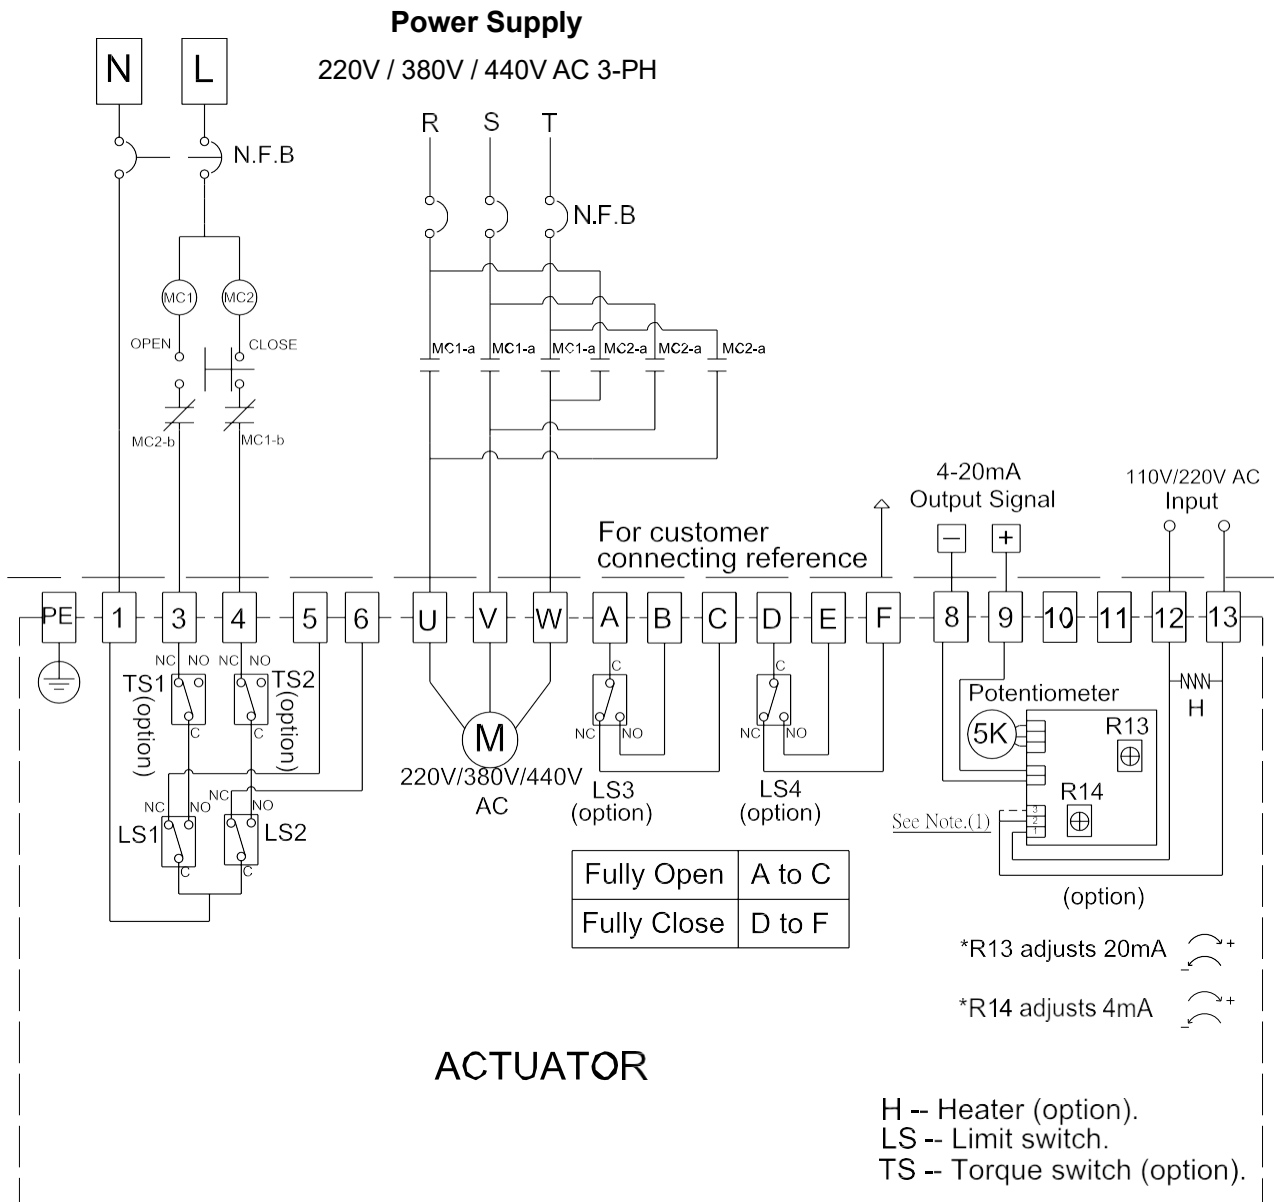 Power Supply
220V / 380V / 440V AC 3-PH
N L
R S T
N.F.B
N.F.B
MC1 MC2
OPEN CLOSE
MC1-a MC1-a MC1-a MC2-a MC2-a MC2-a
MC2-b MC1-b
4-20mA
Output Signal
110V/220V AC
Input
For customer
connecting reference
− +
PE 1 3 4 5 6 U V W A B C D E F 8 9 10 11 12 13
NC NO NC NO
TS1
(option)
TS2
(option)
C C
C C
M
220V/380V/440V
AC
NC NO NC NO
LS3
(option)
LS4
(option)
NC NO NC NO
LS1 LS2
C C
Potentiometer
5K
R13
R14
H
3
2
1
See Note.(1)
(option)
Fully Open A to C
Fully Close D to F
*R13 adjusts 20mA + −
*R14 adjusts 4mA + −
ACTUATOR
H -- Heater (option).
LS -- Limit switch.
TS -- Torque switch (option).